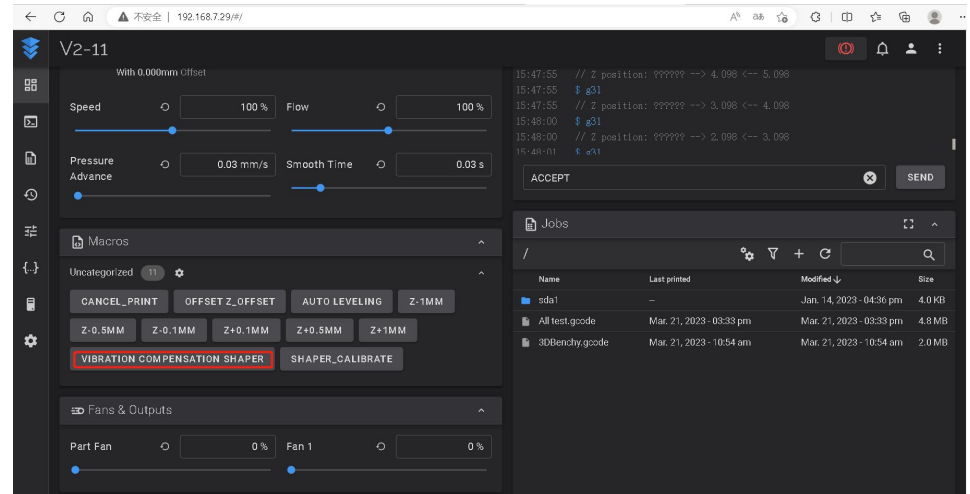 不安全 | 192.168.7.29/#/
V2-11
With 0.000mm Offset
Speed 100 % Flow 100 %
Pressure Advance 0.03 mm/s Smooth Time 0.03 s
Macros
Uncategorized 11
CANCEL_PRINT OFFSET Z_OFFSET AUTO LEVELING Z-1MM
Z-0.5MM Z-0.1MM Z+0.1MM Z+0.5MM Z+1MM
VIBRATION COMPENSATION SHAPER SHAPER_CALIBRATE
Fans & Outputs
Part Fan 0 % Fan 1 0 %
15:47:55 // Z position: ?????? --> 4.098 <-- 5.098
15:47:55 $ g31
15:47:55 // Z position: ?????? --> 3.098 <-- 4.098
15:48:00 $ g31
15:48:00 // Z position: ?????? --> 2.098 <-- 3.098
15:48:01 $ g31
ACCEPT SEND
Jobs
/
Name Last printed Modified Size
sda1 – Jan. 14, 2023 - 04:36 pm 4.0 KB
All test.gcode Mar. 21, 2023 - 03:33 pm Mar. 21, 2023 - 03:33 pm 4.8 MB
3DBenchy.gcode Mar. 21, 2023 - 10:54 am Mar. 21, 2023 - 10:54 am 2.0 MB